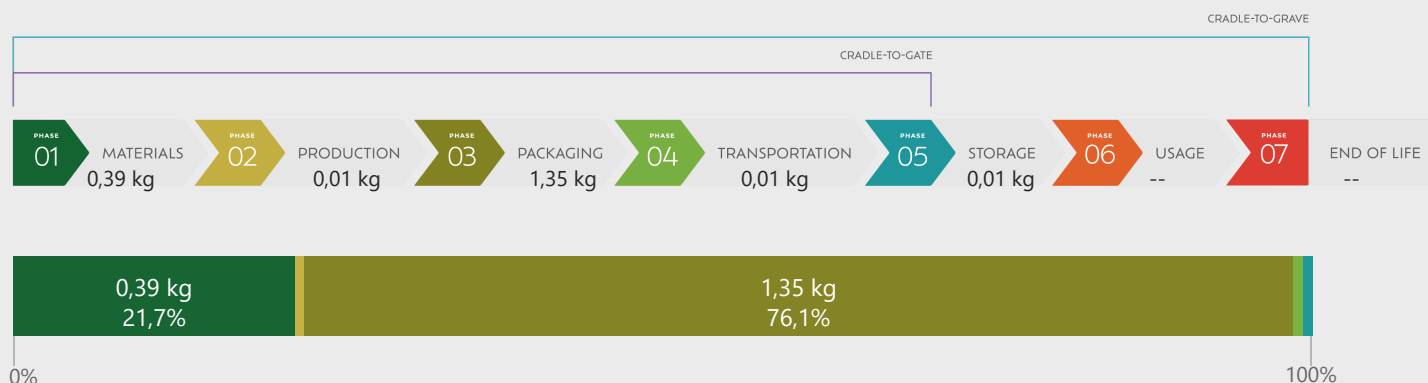 CRADLE-TO-GRAVE
CRADLE-TO-GATE
PHASE
01
MATERIALS
0,39 kg
PHASE
02
PRODUCTION
0,01 kg
PHASE
03
PACKAGING
1,35 kg
PHASE
04
TRANSPORTATION
0,01 kg
PHASE
05
STORAGE
0,01 kg
PHASE
06
USAGE
--
PHASE
07
END OF LIFE
--
0,39 kg
21,7%
1,35 kg
76,1%
0%
100%